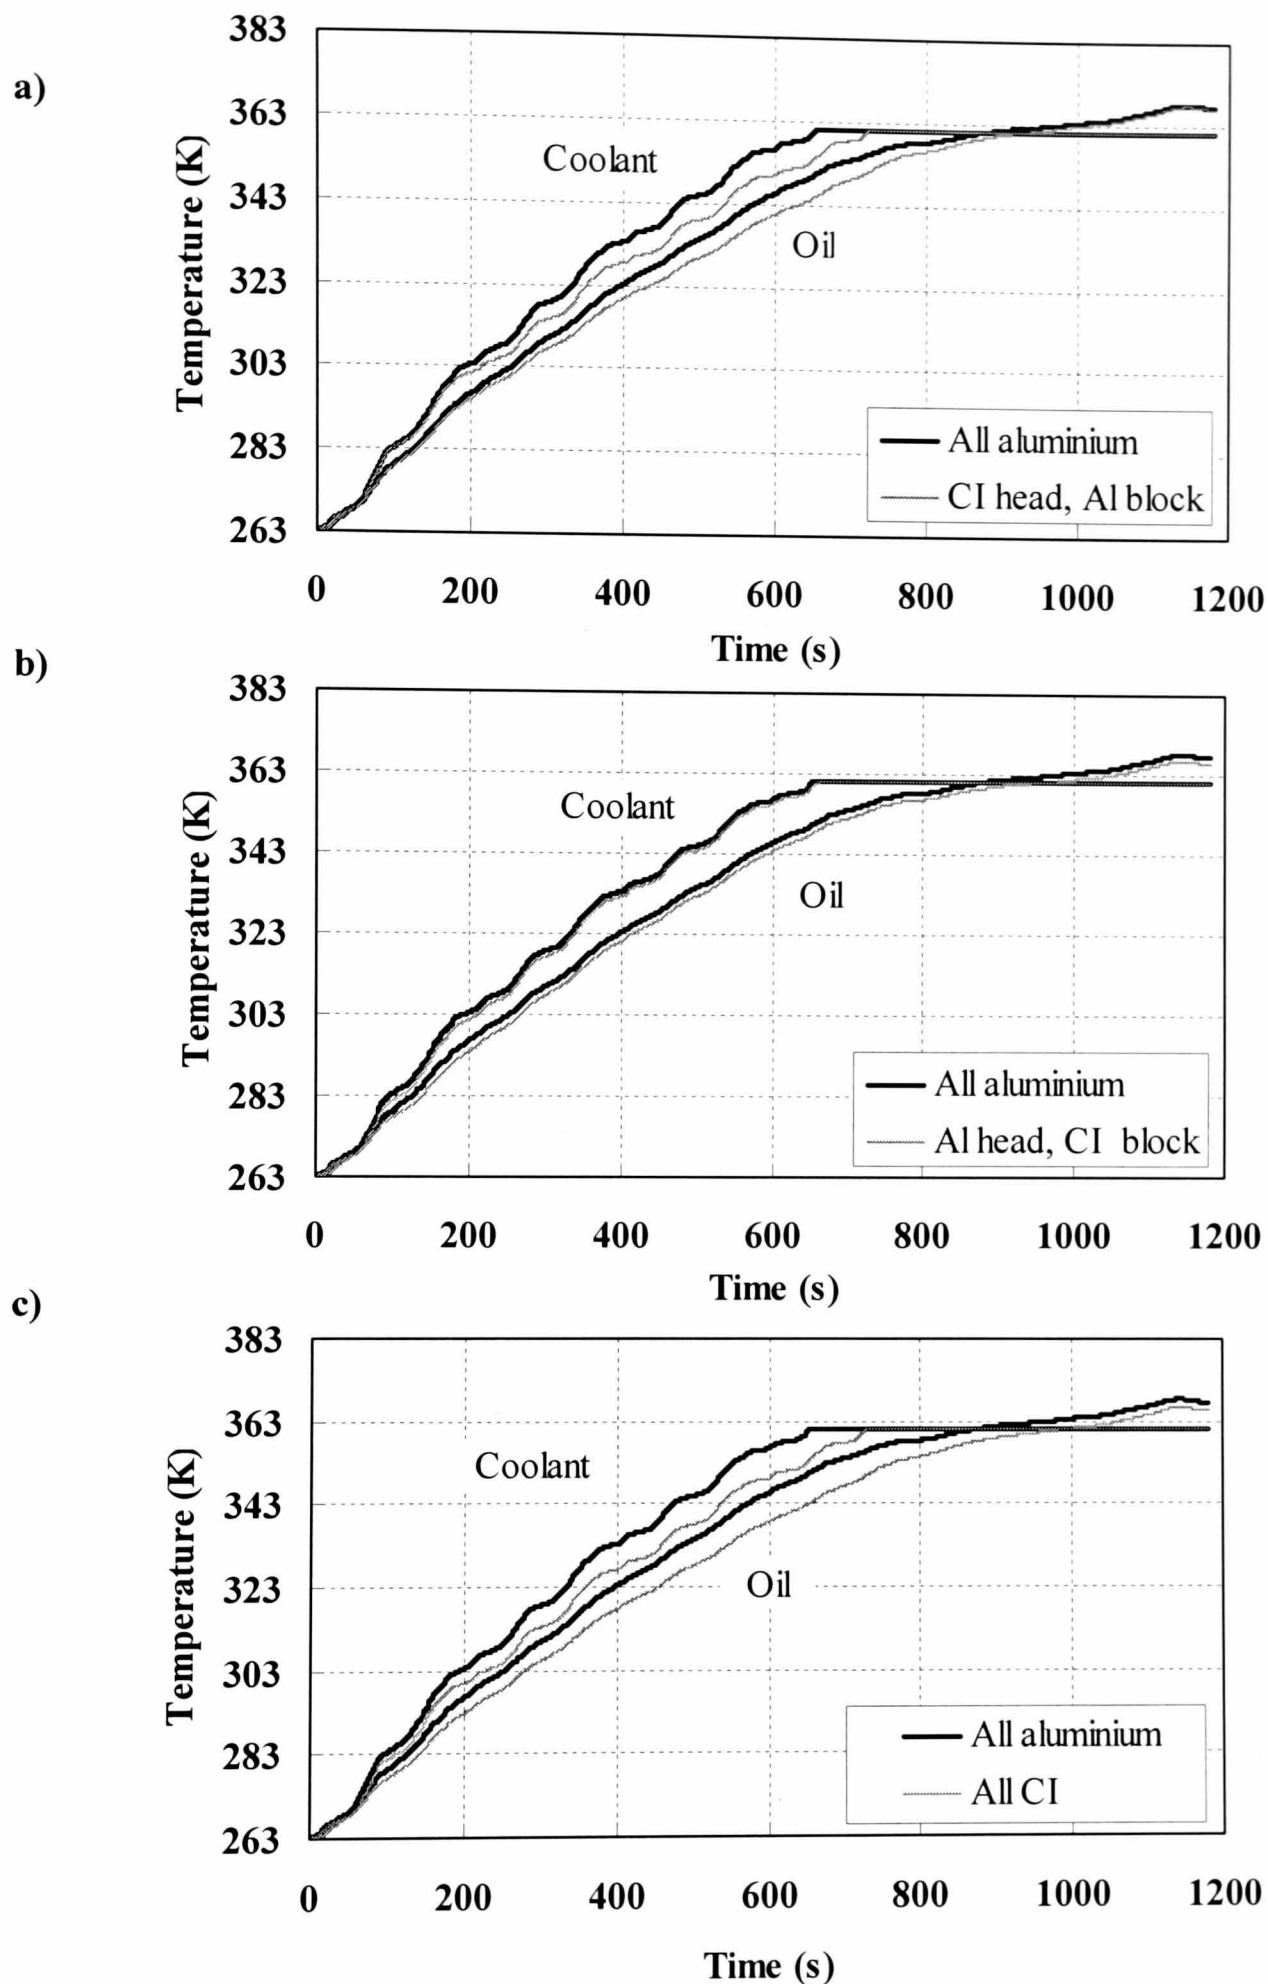 a)
383
363
343
323
303
283
263
Temperature (K)
Coolant
Oil
All aluminium
CI head, Al block
0 200 400 600 800 1000 1200
Time (s)
b)
383
363
343
323
303
283
263
Temperature (K)
Coolant
Oil
All aluminium
Al head, CI block
0 200 400 600 800 1000 1200
Time (s)
c)
383
363
343
323
303
283
263
Temperature (K)
Coolant
Oil
All aluminium
All CI
0 200 400 600 800 1000 1200
Time (s)